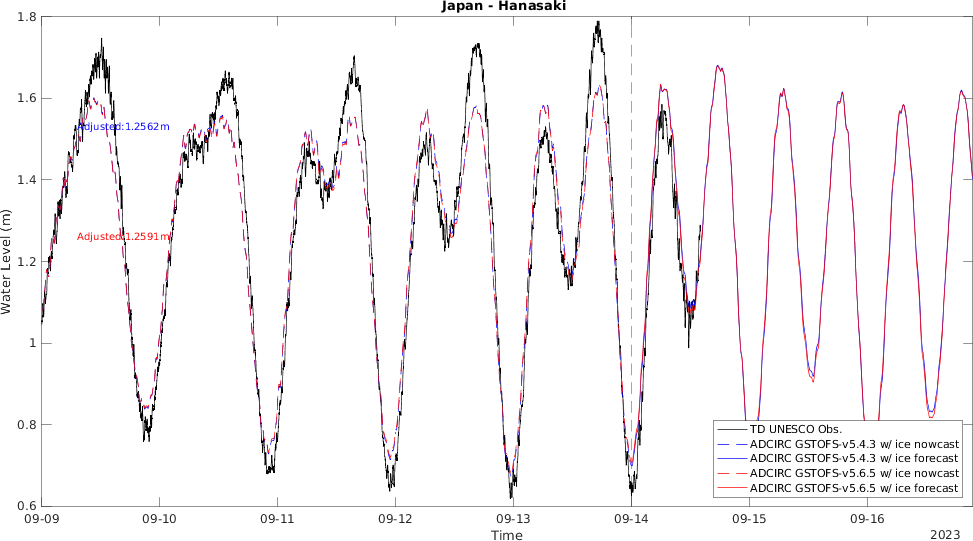 Japan - Hanasaki
1.8
1.6
1.4
1.2
1
0.8
0.6
Water Level (m)
Adjusted:1.2562m
Adjusted:1.2591m
TD UNESCO Obs.
ADCIRC GSTOFS-v5.4.3 w/ ice nowcast
ADCIRC GSTOFS-v5.4.3 w/ ice forecast
ADCIRC GSTOFS-v5.6.5 w/ ice nowcast
ADCIRC GSTOFS-v5.6.5 w/ ice forecast
09-09 09-10 09-11 09-12 09-13 09-14 09-15 09-16
Time
2023